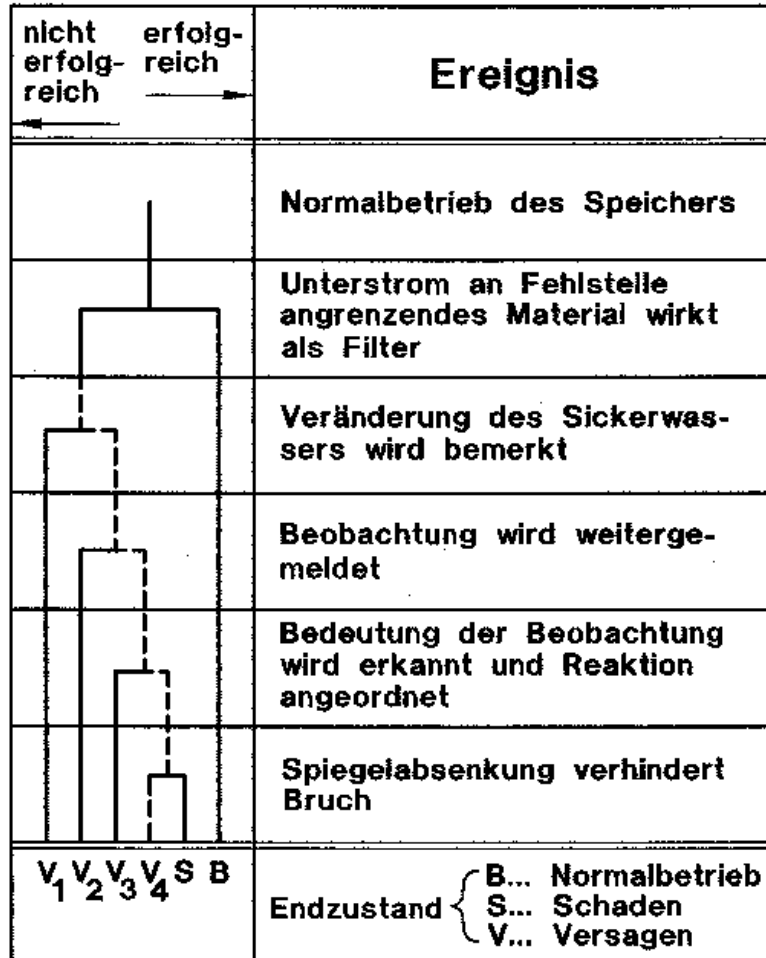 nicht
erfolg-
reich
erfolg-
reich
Ereignis
Normalbetrieb des Speichers
Unterstrom an Fehlstelle
angrenzendes Material wirkt
als Filter
Veränderung des Sickerwas-
sers wird bemerkt
Beobachtung wird weiterge-
meldet
Bedeutung der Beobachtung
wird erkannt und Reaktion
angeordnet
Spiegelabsenkung verhindert
Bruch
V1 V2 V3 V4 S B
Endzustand
B... Normalbetrieb
S... Schaden
V... Versagen